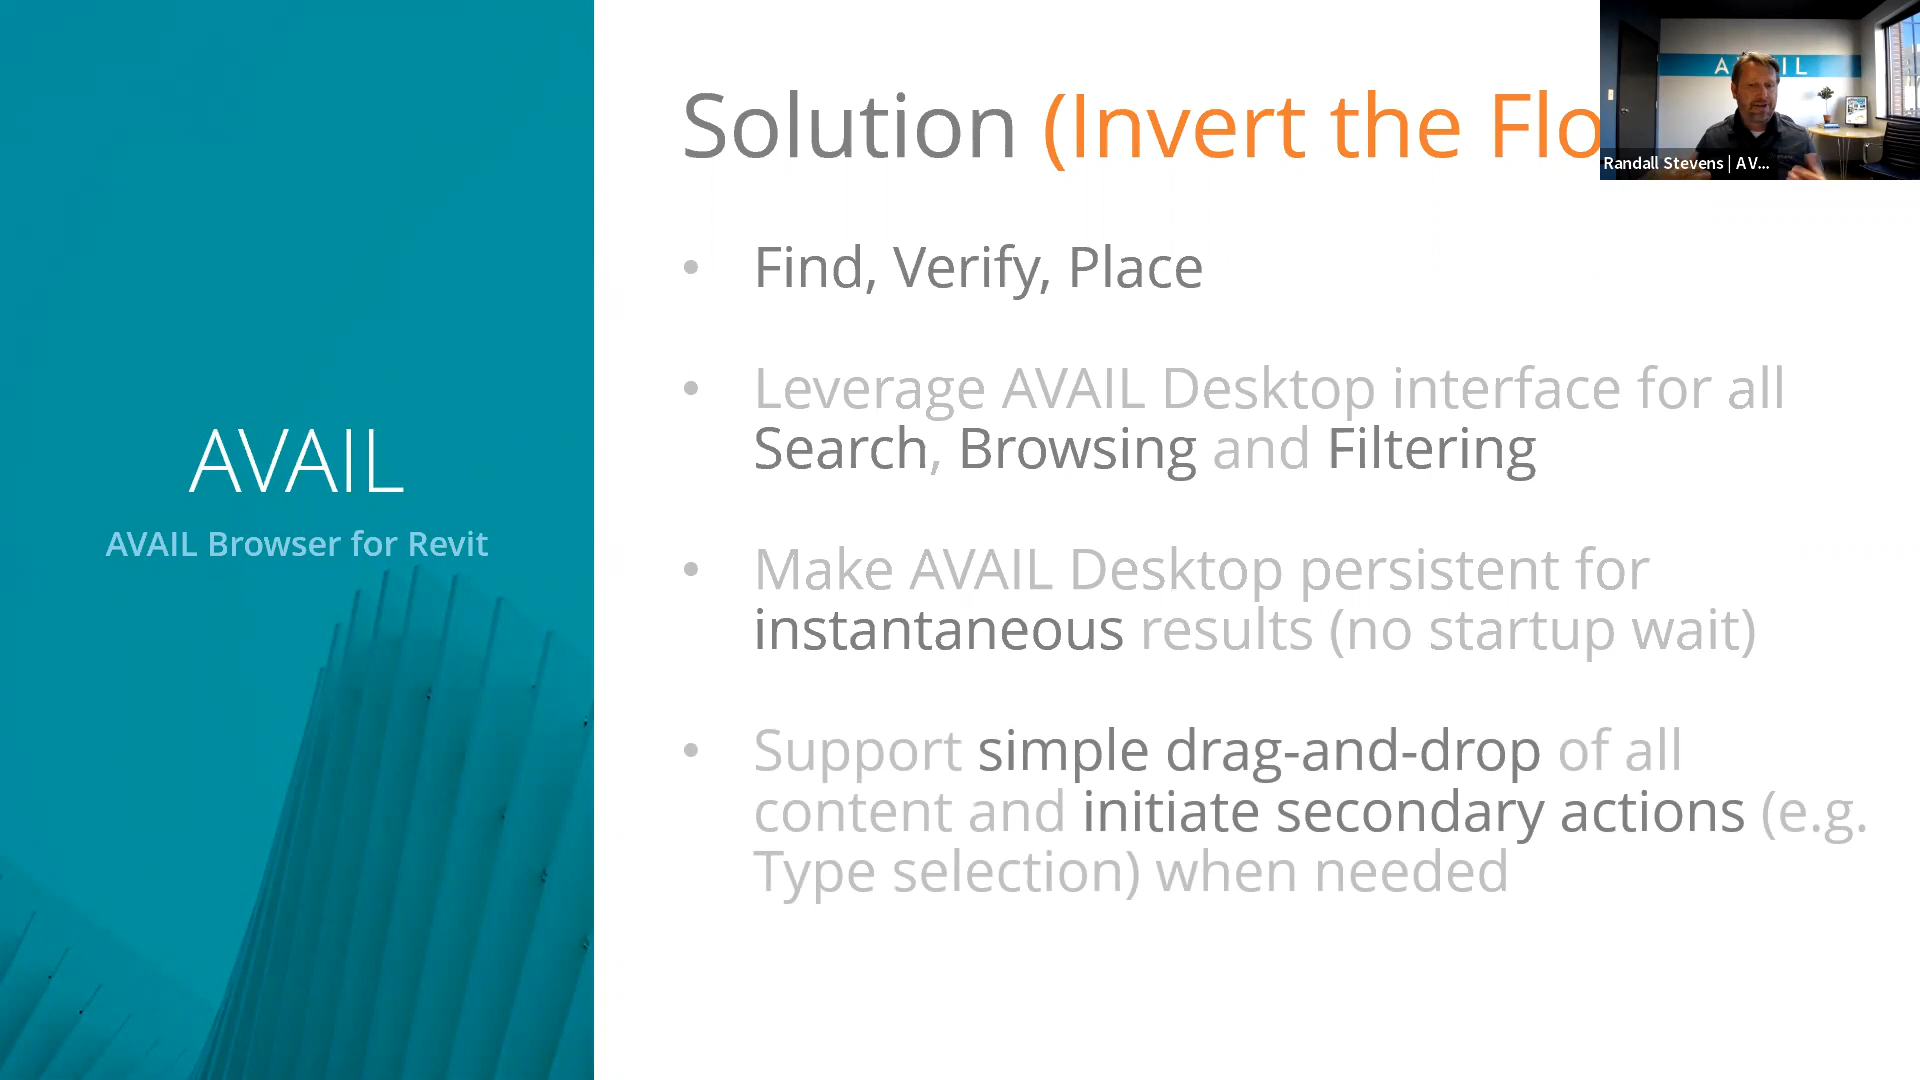 Solution (Invert the Flo
AVAIL
Randall Stevens | AV...
Find, Verify, Place
Leverage AVAIL Desktop interface for all
Search, Browsing and Filtering
AVAIL
AVAIL Browser for Revit
Make AVAIL Desktop persistent for
instantaneous results (no startup wait)
Support simple drag-and-drop of all
content and initiate secondary actions (e.g.
Type selection) when needed